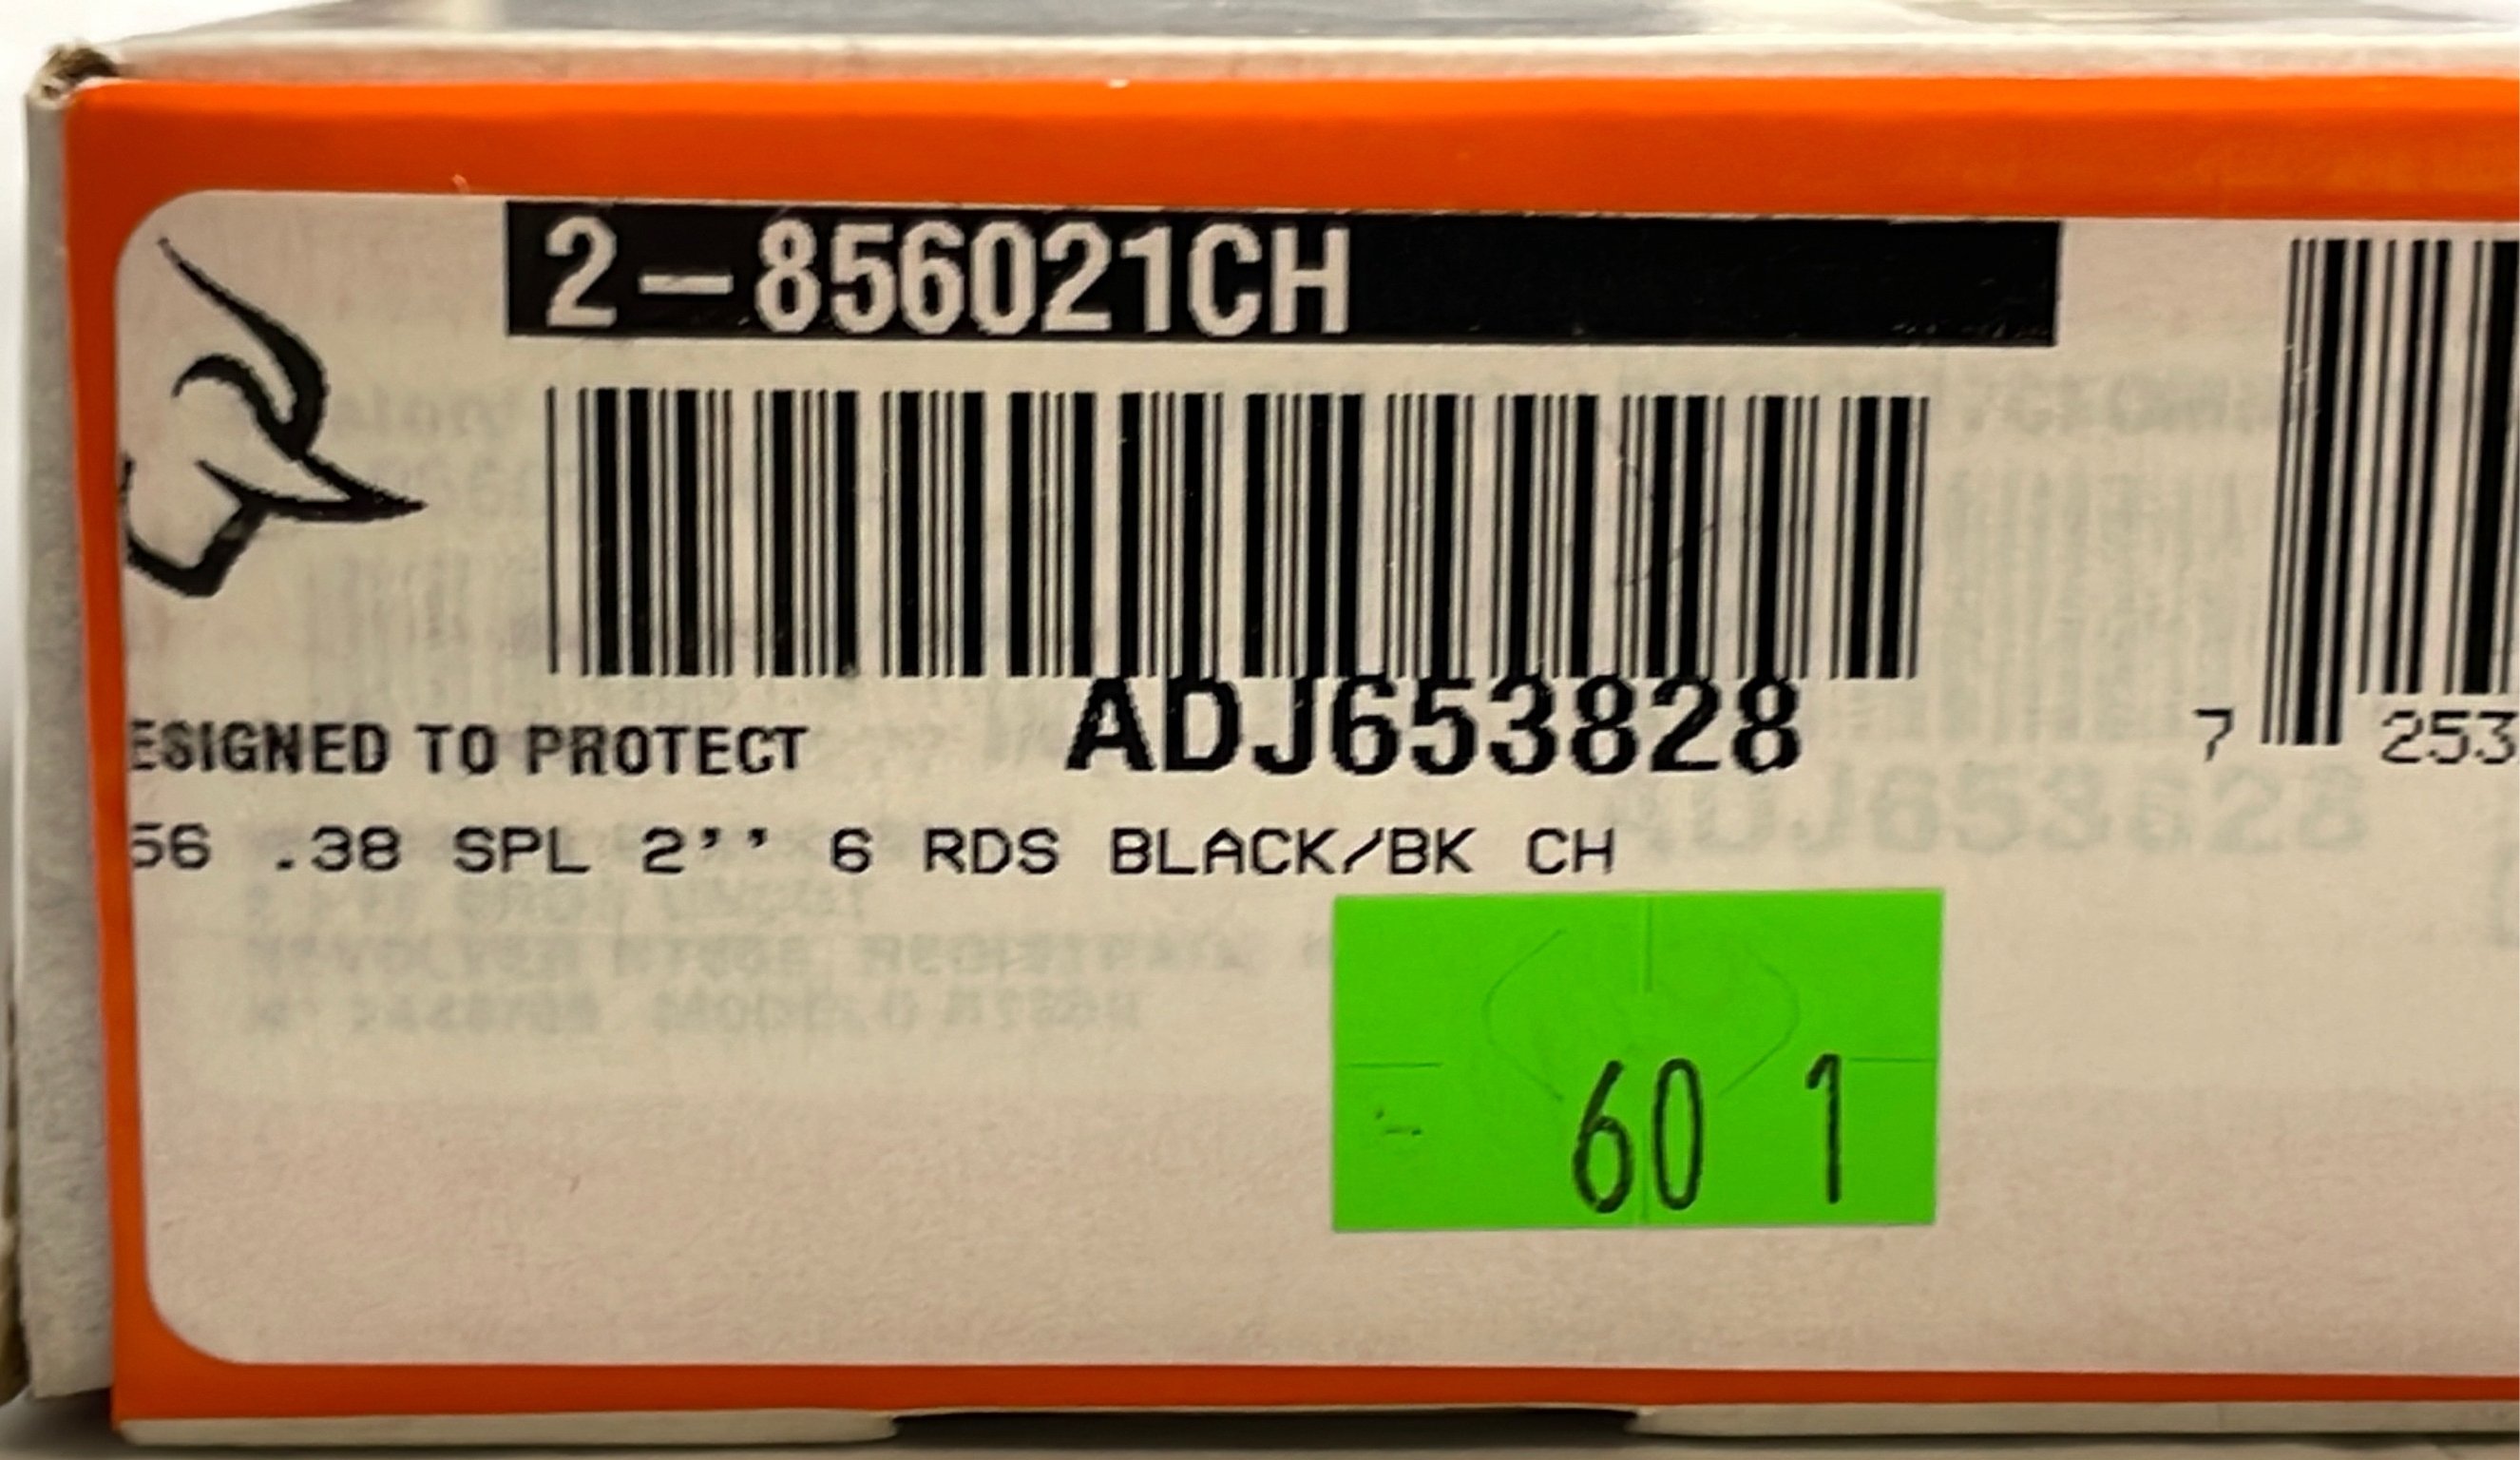 2-856021CH
ADJ653828
ESIGNED TO PROTECT
7 253
56 .38 SPL 2'' 6 RDS BLACK/BK CH
60 1